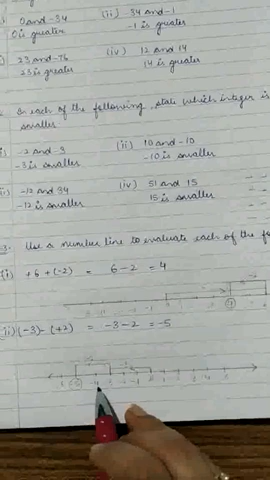 0 and -34 (ii) 34 and -1
0 is greater -1 is greater
23 and -76 (iv) 12 and 14
23 is greater 14 is greater
In each of the following, state which integer is
smaller
-2 and -3 (ii) 10 and -10
-3 is smaller -10 is smaller
-12 and 34 (iv) 51 and 15
-12 is smaller 15 is smaller
Use a number line to evaluate each of the
(i) +6 + (-2) = 6 - 2 = 4
(ii) (-3) - (+2) = -3 - 2 = -5